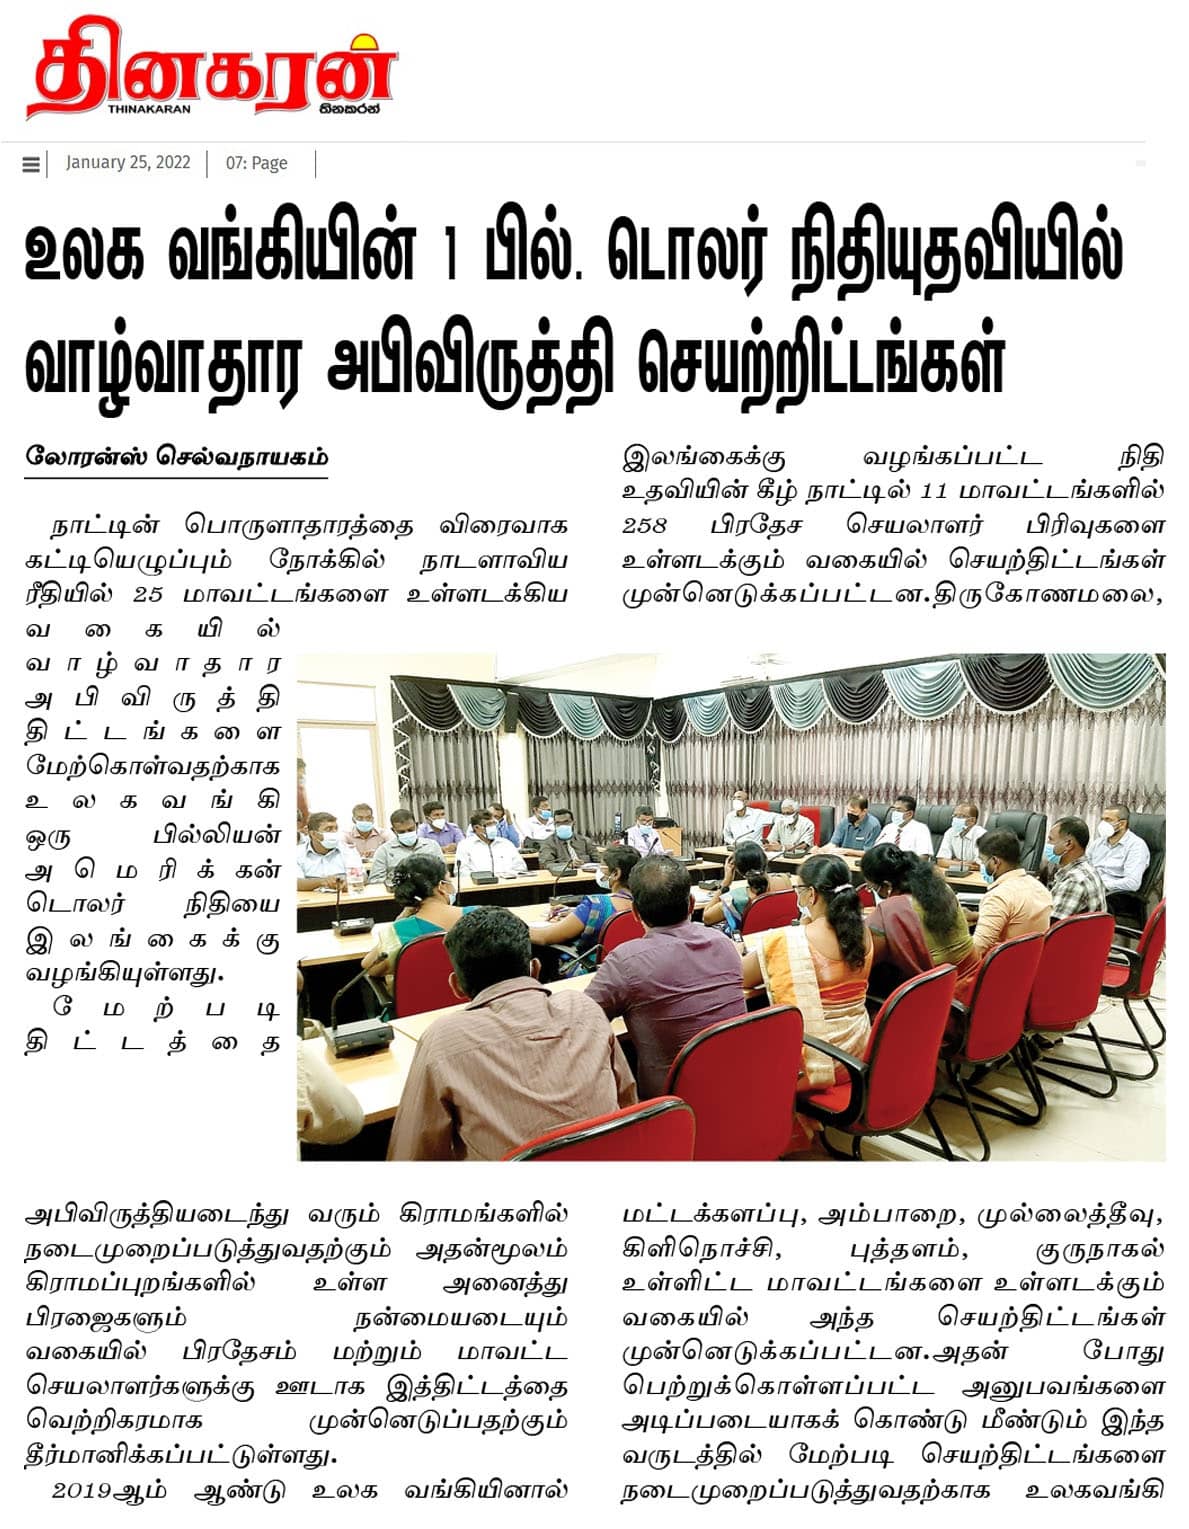 தினகரன்
THINAKARAN තිනකරන්
January 25, 2022 07: Page
உலக வங்கியின் 1 பில். டொலர் நிதியுதவியில்
வாழ்வாதார அபிவிருத்தி செயற்றிட்டங்கள்
லோரன்ஸ் செல்வநாயகம்
நாட்டின் பொருளாதாரத்தை விரைவாக
கட்டியெழுப்பும் நோக்கில் நாடளாவிய
ரீதியில் 25 மாவட்டங்களை உள்ளடக்கிய
வகையில்
வாழ்வாதார
அபிவிருத்தி
திட்டங்களை
மேற்கொள்வதற்காக
உலகவங்கி
ஒரு பில்லியன்
அமெரிக்கன்
டொலர் நிதியை
இலங்கைக்கு
வழங்கியுள்ளது.
மேற்படி
திட்டத்தை
அபிவிருத்தியடைந்து வரும் கிராமங்களில்
நடைமுறைப்படுத்துவதற்கும் அதன்மூலம்
கிராமப்புறங்களில் உள்ள அனைத்து
பிரஜைகளும் நன்மையடையும்
வகையில் பிரதேசம் மற்றும் மாவட்ட
செயலாளர்களுக்கு ஊடாக இத்திட்டத்தை
வெற்றிகரமாக முன்னெடுப்பதற்கும்
தீர்மானிக்கப்பட்டுள்ளது.
2019ஆம் ஆண்டு உலக வங்கியினால்
இலங்கைக்கு வழங்கப்பட்ட நிதி
உதவியின் கீழ் நாட்டில் 11 மாவட்டங்களில்
258 பிரதேச செயலாளர் பிரிவுகளை
உள்ளடக்கும் வகையில் செயற்திட்டங்கள்
முன்னெடுக்கப்பட்டன.திருகோணமலை,
மட்டக்களப்பு, அம்பாறை, முல்லைத்தீவு,
கிளிநொச்சி, புத்தளம், குருநாகல்
உள்ளிட்ட மாவட்டங்களை உள்ளடக்கும்
வகையில் அந்த செயற்திட்டங்கள்
முன்னெடுக்கப்பட்டன.அதன் போது
பெற்றுக்கொள்ளப்பட்ட அனுபவங்களை
அடிப்படையாகக் கொண்டு மீண்டும் இந்த
வருடத்தில் மேற்படி செயற்திட்டங்களை
நடைமுறைப்படுத்துவதற்காக உலகவங்கி